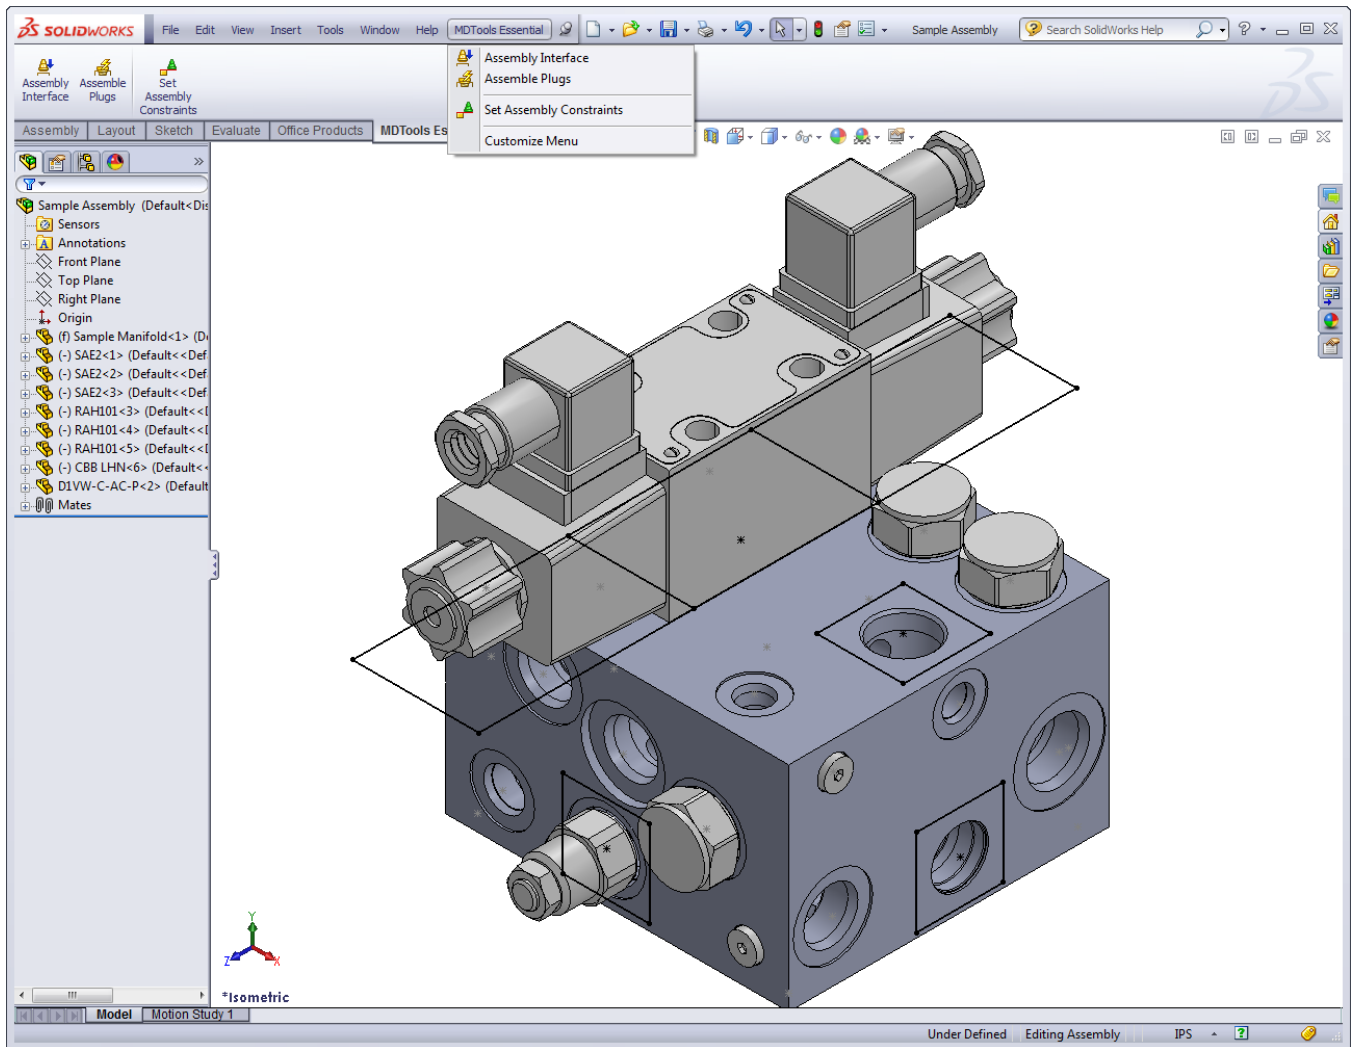 SOLIDWORKS File Edit View Insert Tools Window Help MDTools Essential Sample Assembly Search SolidWorks Help
Assembly Interface
Assemble Plugs
Set Assembly Constraints
Customize Menu
Assembly Interface
Assemble Plugs
Set Assembly Constraints
Assembly Layout Sketch Evaluate Office Products MDTools Es
Sample Assembly (Default<Dis
Sensors
Annotations
Front Plane
Top Plane
Right Plane
Origin
(f) Sample Manifold<1> (De
(-) SAE2<1> (Default<<Def
(-) SAE2<2> (Default<<Def
(-) SAE2<3> (Default<<Def
(-) RAH101<3> (Default<<D
(-) RAH101<4> (Default<<D
(-) RAH101<5> (Default<<D
(-) CBB LHN<6> (Default<<
D1VW-C-AC-P<2> (Default
Mates
Y
Z X
*Isometric
Model Motion Study 1
Under Defined Editing Assembly IPS